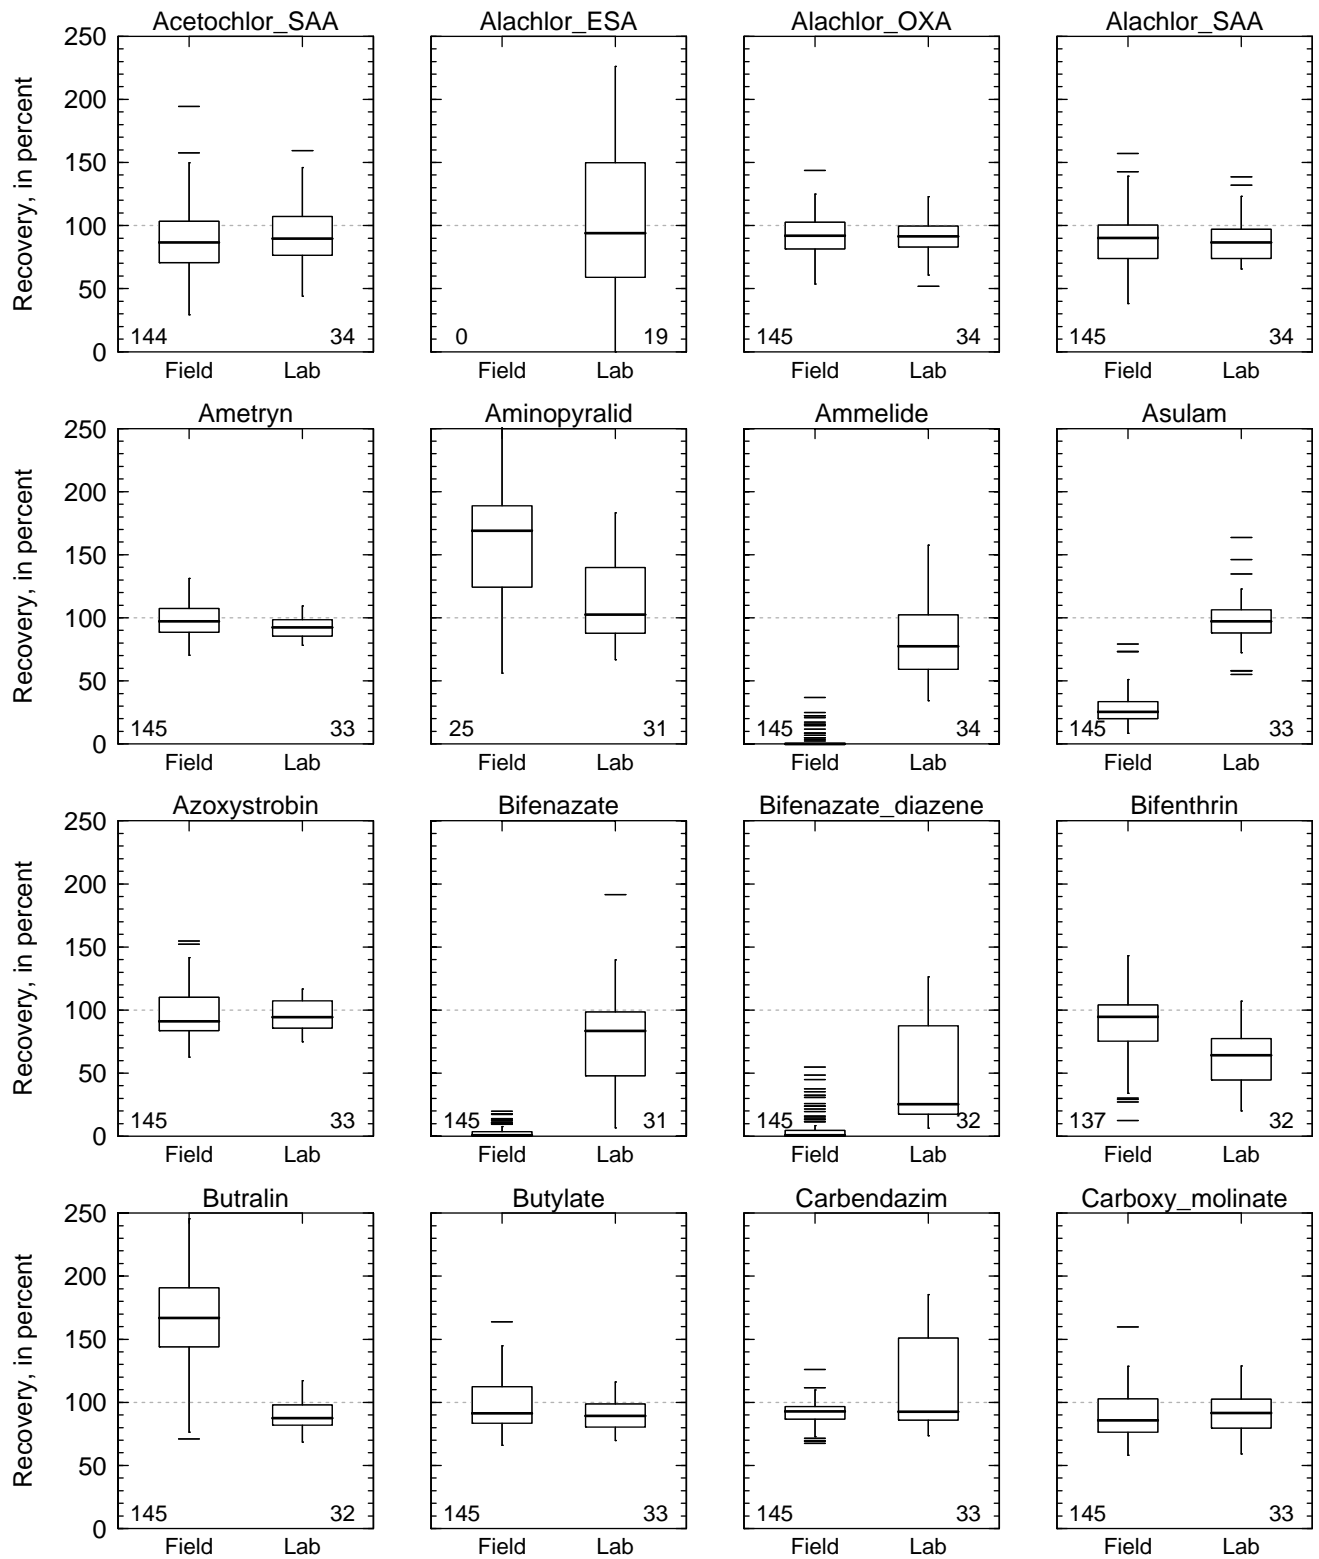 Acetochlor_SAA Alachlor_ESA Alachlor_OXA Alachlor_SAA
Recovery, in percent
250
200
150
100
50
0
144 34 0 19 145 34 145 34
Field Lab Field Lab Field Lab Field Lab
Ametryn Aminopyralid Ammelide Asulam
Recovery, in percent
250
200
150
100
50
0
145 33 25 31 145 34 145 33
Field Lab Field Lab Field Lab Field Lab
Azoxystrobin Bifenazate Bifenazate_diazene Bifenthrin
Recovery, in percent
250
200
150
100
50
0
145 33 145 31 145 32 137 32
Field Lab Field Lab Field Lab Field Lab
Butralin Butylate Carbendazim Carboxy_molinate
Recovery, in percent
250
200
150
100
50
0
145 32 145 33 145 33 145 33
Field Lab Field Lab Field Lab Field Lab